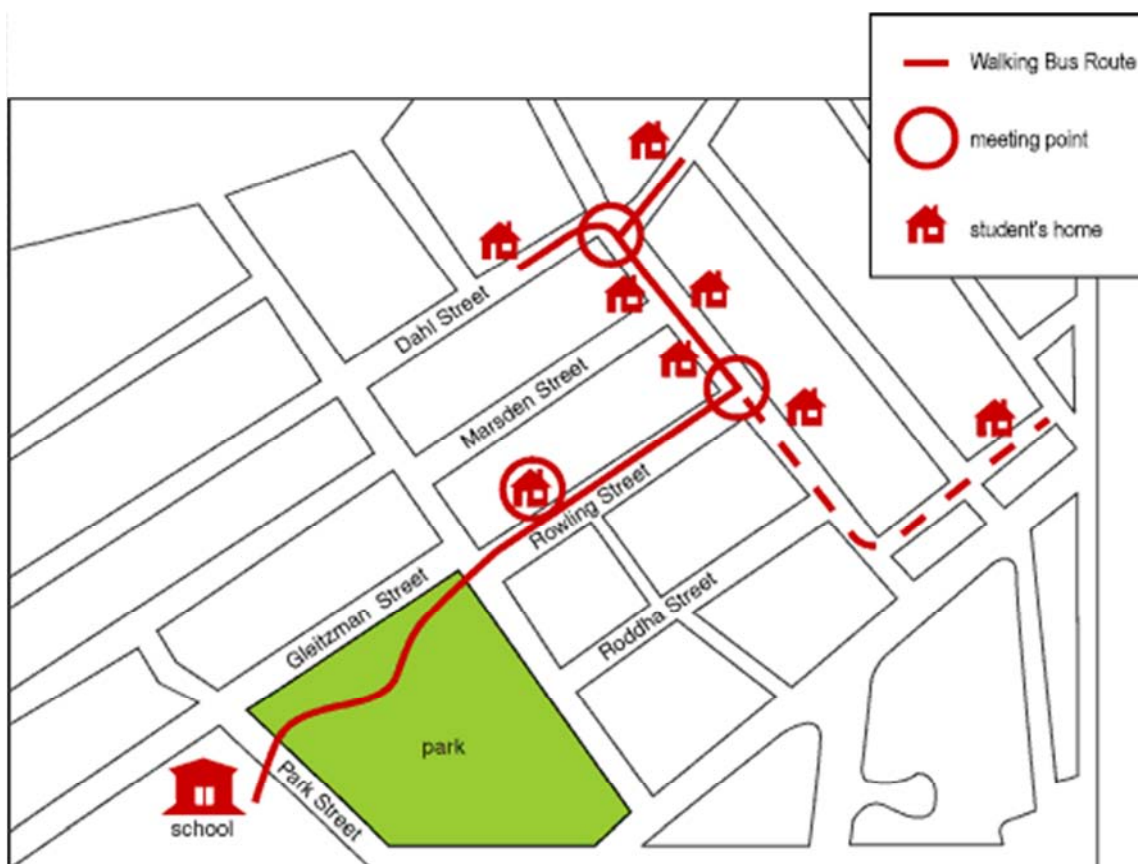 Walking Bus Route
meeting point
student's home
Dahl Street
Marsden Street
Rowling Street
Gleitzman Street
Roddha Street
park
Park Street
school